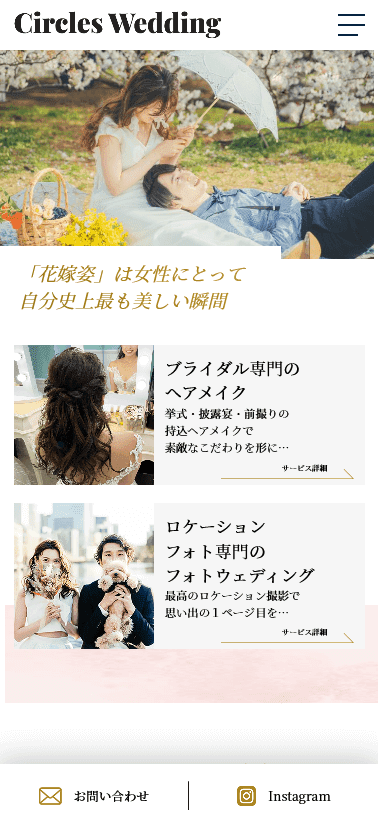 Circles Wedding
「花嫁姿」は女性にとって
自分史上最も美しい瞬間
ブライダル専門の
ヘアメイク
挙式・披露宴・前撮りの
持込ヘアメイクで
素敵なこだわりを形に…
サービス詳細
ロケーション
フォト専門の
フォトウェディング
最高のロケーション撮影で
思い出の１ページ目を…
サービス詳細
お問い合わせ
Instagram